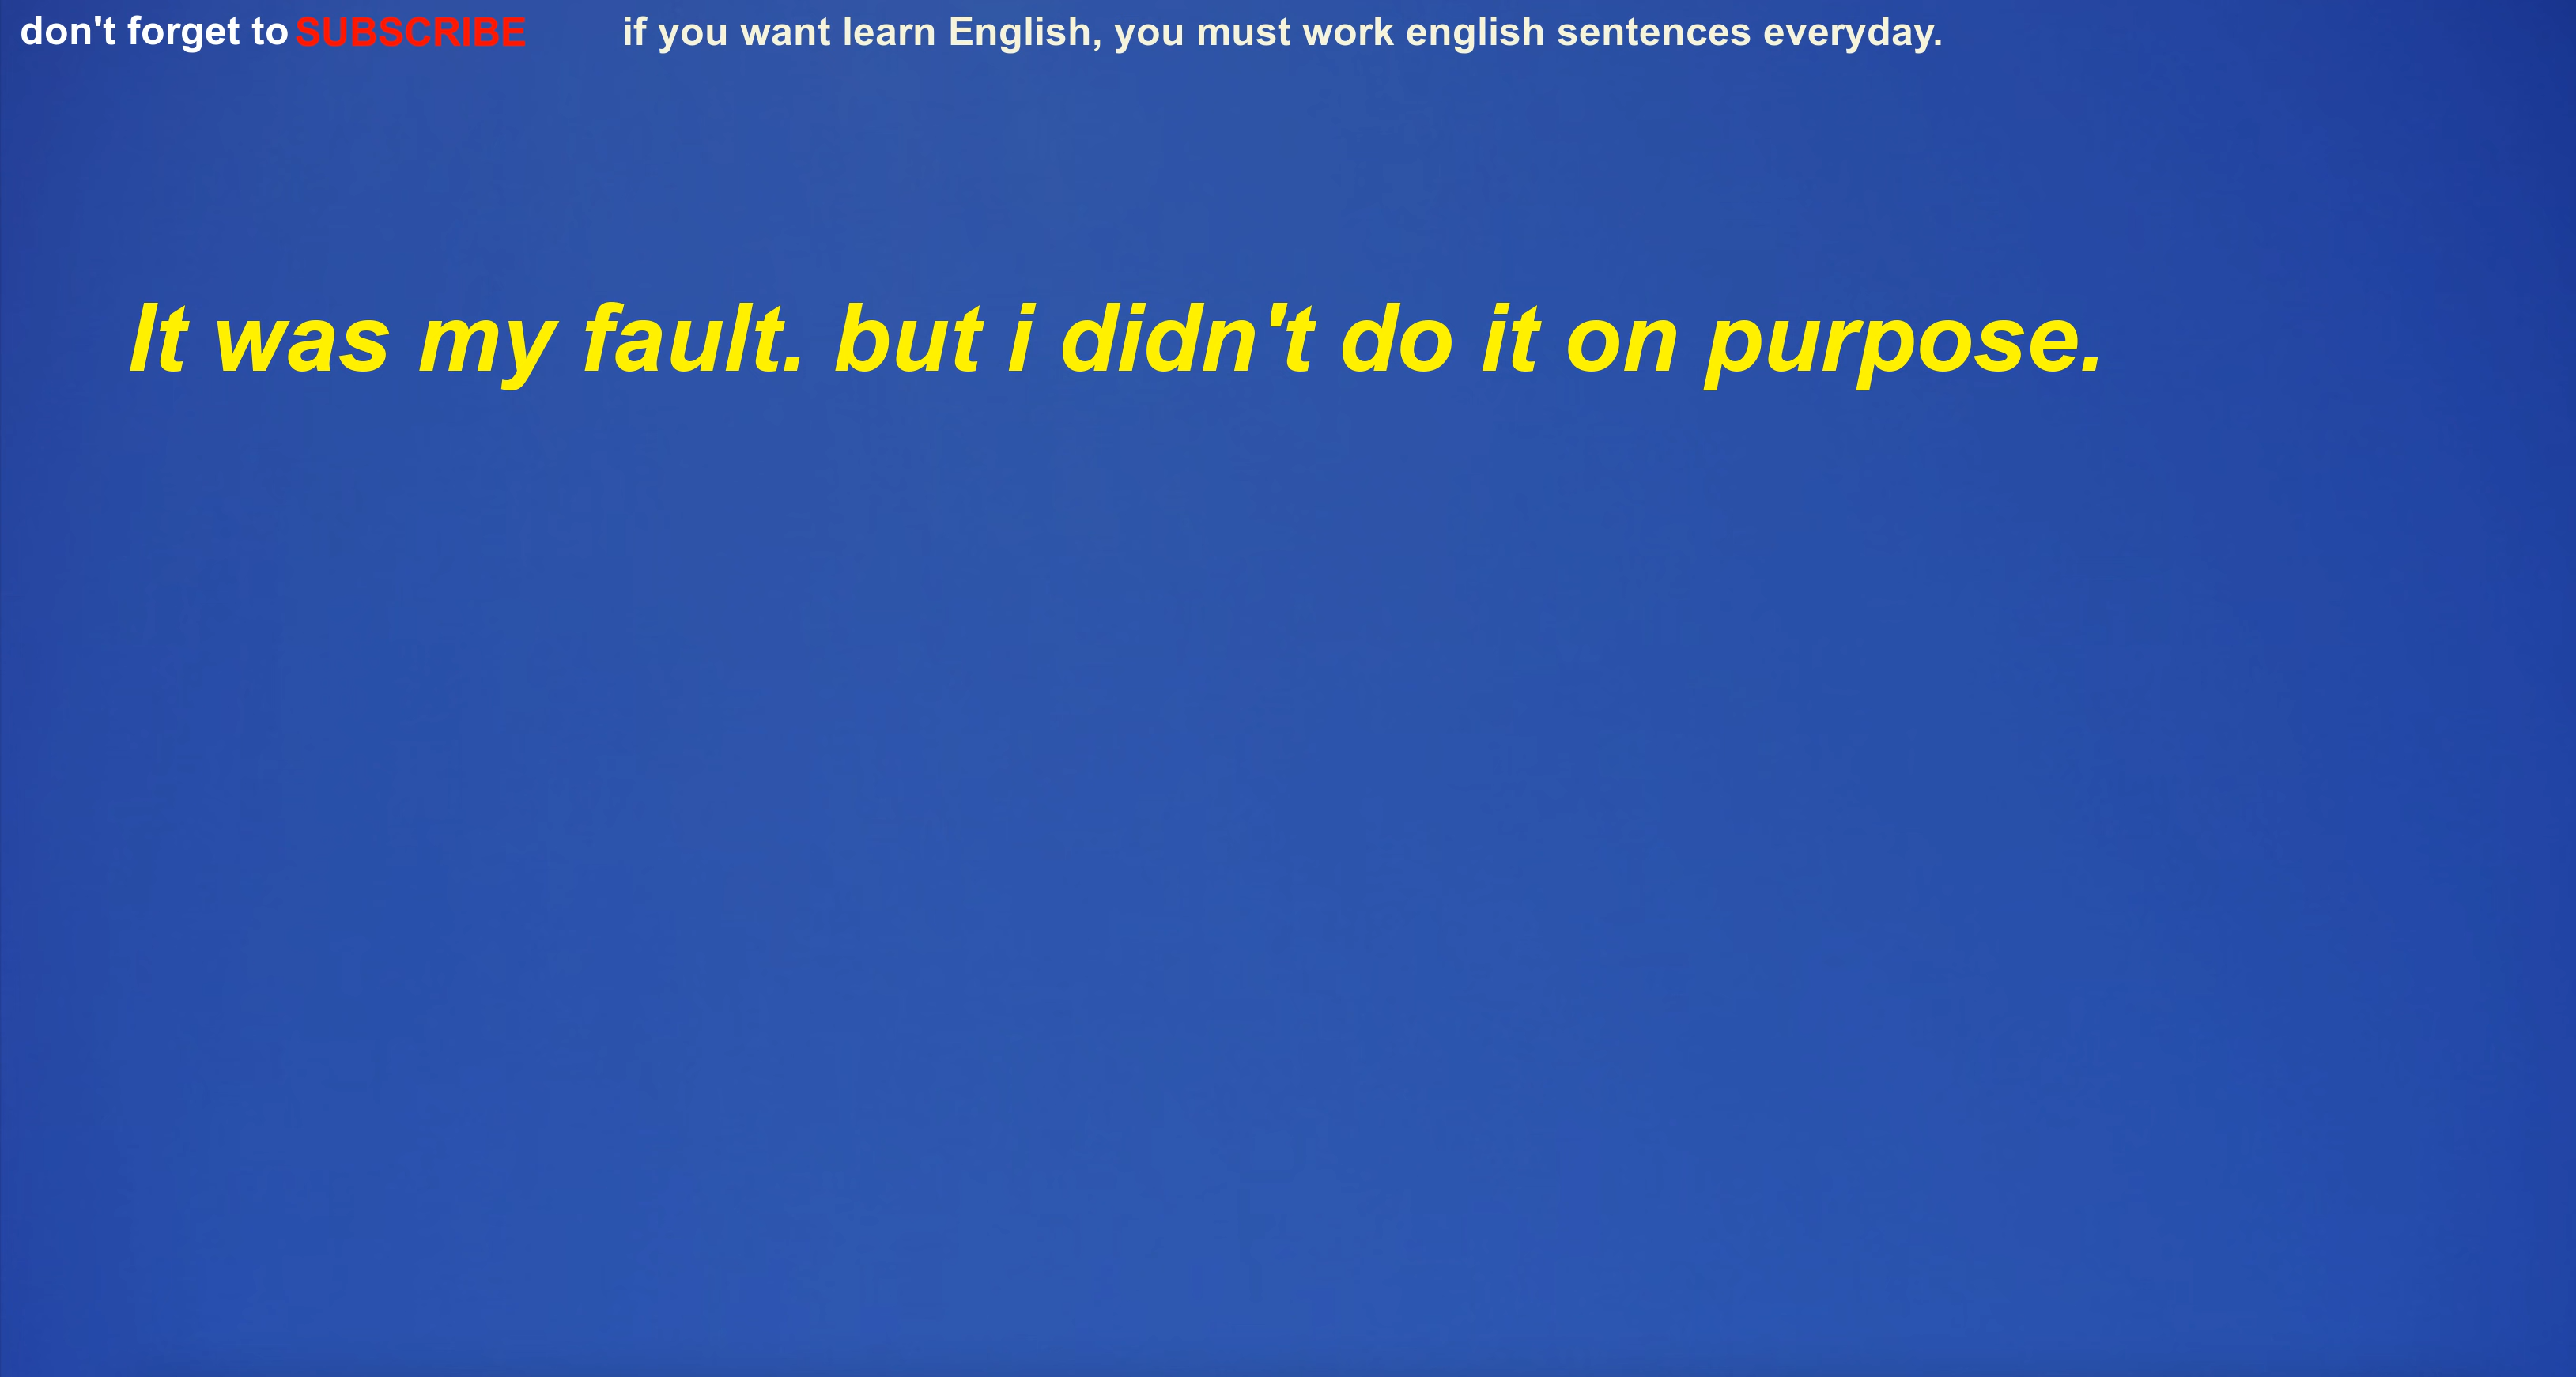 don't forget to SUBSCRIBE if you want learn English, you must work english sentences everyday.
It was my fault. but i didn't do it on purpose.